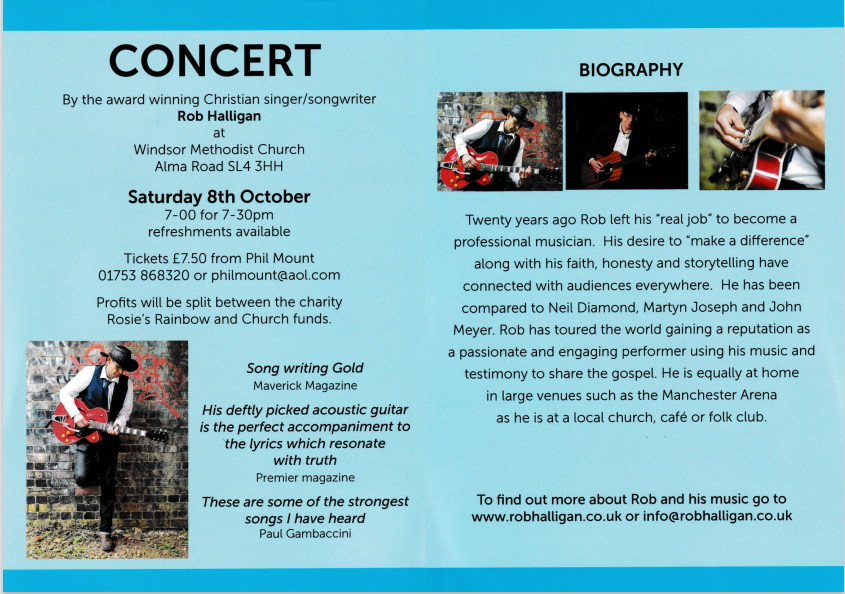 CONCERT
By the award winning Christian singer/songwriter
Rob Halligan
at
Windsor Methodist Church
Alma Road SL4 3HH
Saturday 8th October
7-00 for 7-30pm
refreshments available
Tickets £7.50 from Phil Mount
01753 868320 or philmount@aol.com
Profits will be split between the charity
Rosie's Rainbow and Church funds.
Song writing Gold
Maverick Magazine
His deftly picked acoustic guitar
is the perfect accompaniment to
the lyrics which resonate
with truth
Premier magazine
These are some of the strongest
songs I have heard
Paul Gambaccini
BIOGRAPHY
Twenty years ago Rob left his "real job" to become a
professional musician. His desire to "make a difference"
along with his faith, honesty and storytelling have
connected with audiences everywhere. He has been
compared to Neil Diamond, Martyn Joseph and John
Meyer. Rob has toured the world gaining a reputation as
a passionate and engaging performer using his music and
testimony to share the gospel. He is equally at home
in large venues such as the Manchester Arena
as he is at a local church, café or folk club.
To find out more about Rob and his music go to
www.robhalligan.co.uk or info@robhalligan.co.uk